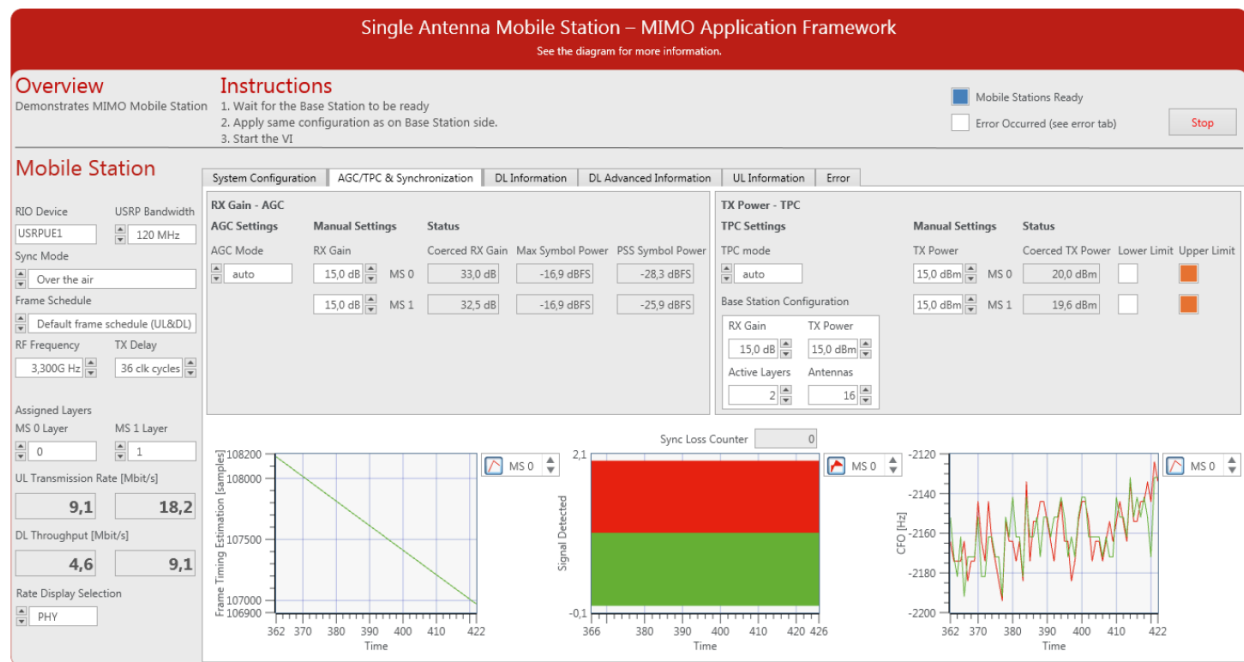 Single Antenna Mobile Station – MIMO Application Framework
See the diagram for more information.
Overview
Demonstrates MIMO Mobile Station
Instructions
1. Wait for the Base Station to be ready
2. Apply same configuration as on Base Station side.
3. Start the VI
Mobile Stations Ready
Error Occurred (see error tab)
Stop
Mobile Station
RIO Device USRP Bandwidth
USRPUE1 120 MHz
Sync Mode
Over the air
Frame Schedule
Default frame schedule (UL&DL)
RF Frequency TX Delay
3,300G Hz 36 clk cycles
Assigned Layers
MS 0 Layer MS 1 Layer
0 1
UL Transmission Rate [Mbit/s]
9,1 18,2
DL Throughput [Mbit/s]
4,6 9,1
Rate Display Selection
PHY
System Configuration AGC/TPC & Synchronization DL Information DL Advanced Information UL Information Error
RX Gain - AGC
AGC Settings Manual Settings Status
AGC Mode RX Gain Coerced RX Gain Max Symbol Power PSS Symbol Power
auto 15,0 dB MS 0 33,0 dB -16,9 dBFS -28,3 dBFS
15,0 dB MS 1 32,5 dB -16,9 dBFS -25,9 dBFS
TX Power - TPC
TPC Settings Manual Settings Status
TPC mode TX Power Coerced TX Power Lower Limit Upper Limit
auto 15,0 dBm MS 0 20,0 dBm
Base Station Configuration 15,0 dBm MS 1 19,6 dBm
RX Gain TX Power
15,0 dB 15,0 dBm
Active Layers Antennas
2 16
Sync Loss Counter 0
Frame Timing Estimation [samples]
108200
108000
107500
107000
106900
362 370 380 390 400 410 422
Time
MS 0
Signal Detected
2,1
-0,1
366 380 390 400 410 420 426
Time
MS 0
CFO [Hz]
-2120
-2140
-2160
-2180
-2200
362 370 380 390 400 410 422
Time
MS 0